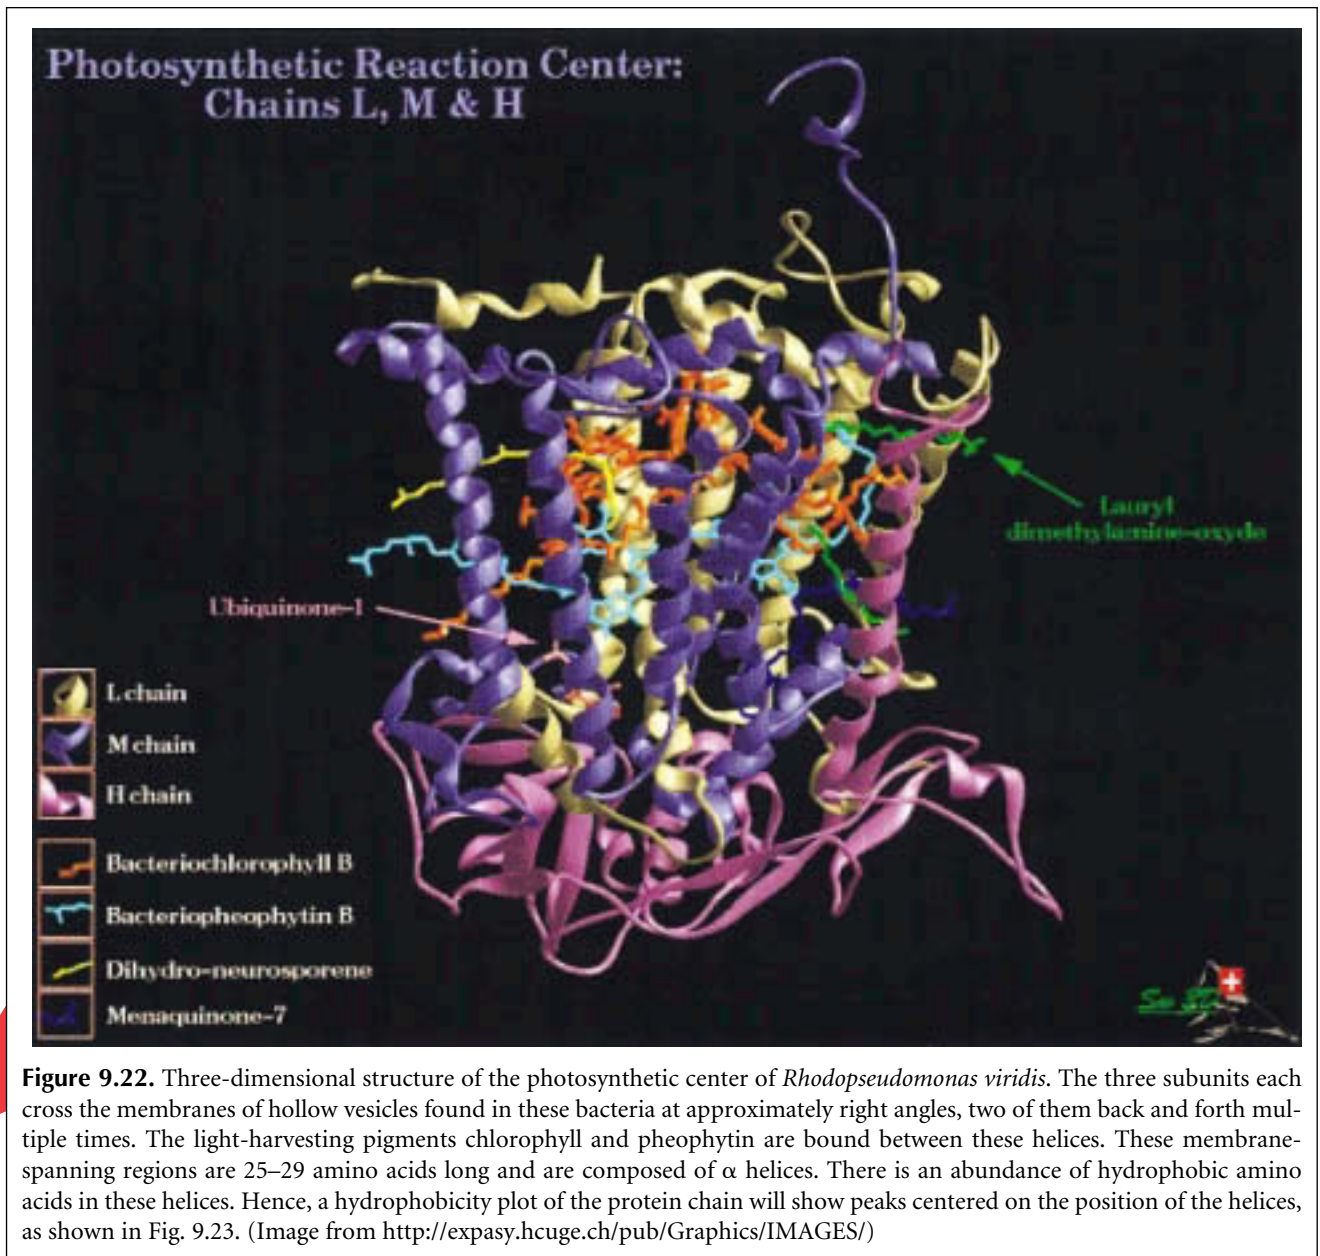 Photosynthetic Reaction Center:
Chains L, M & H
Lauryl
dimethylamine-oxyde
Ubiquinone-1
L chain
M chain
H chain
Bacteriochlorophyll B
Bacteriopheophytin B
Dihydro-neurosporene
Menaquinone-7
Figure 9.22. Three-dimensional structure of the photosynthetic center of Rhodopseudomonas viridis. The three subunits each
cross the membranes of hollow vesicles found in these bacteria at approximately right angles, two of them back and forth mul-
tiple times. The light-harvesting pigments chlorophyll and pheophytin are bound between these helices. These membrane-
spanning regions are 25–29 amino acids long and are composed of α helices. There is an abundance of hydrophobic amino
acids in these helices. Hence, a hydrophobicity plot of the protein chain will show peaks centered on the position of the helices,
as shown in Fig. 9.23. (Image from http://expasy.hcuge.ch/pub/Graphics/IMAGES/)